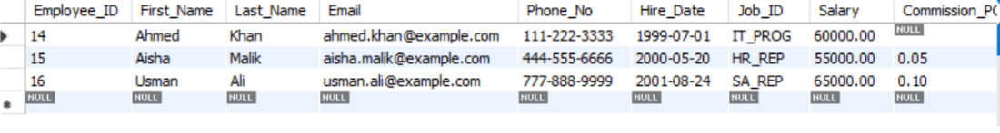 Employee_ID First_Name Last_Name Email Phone_No Hire_Date Job_ID Salary Commission_PC
14 Ahmed Khan ahmed.khan@example.com 111-222-3333 1999-07-01 IT_PROG 60000.00 NULL
15 Aisha Malik aisha.malik@example.com 444-555-6666 2000-05-20 HR_REP 55000.00 0.05
16 Usman Ali usman.ali@example.com 777-888-9999 2001-08-24 SA_REP 65000.00 0.10
NULL NULL NULL NULL NULL NULL NULL NULL NULL